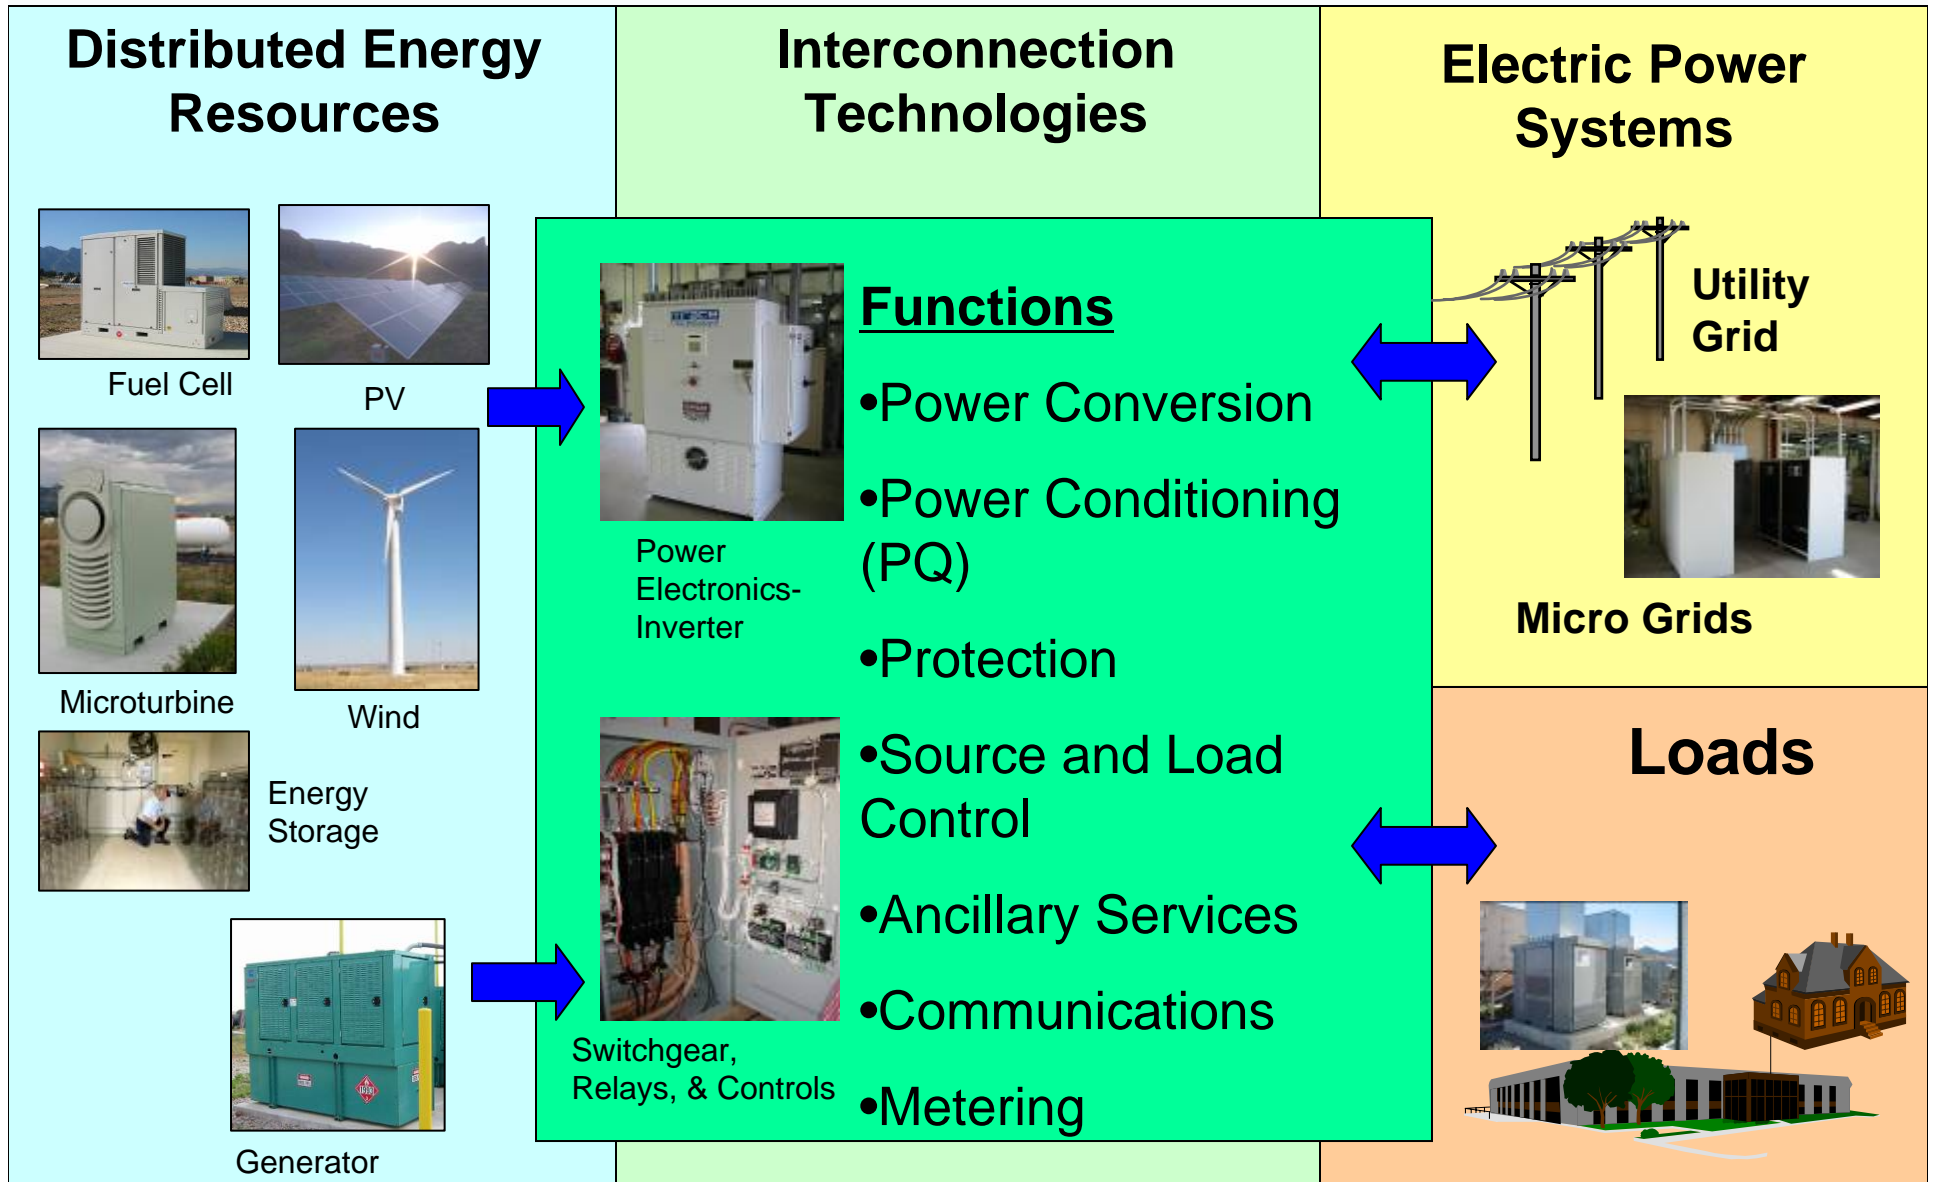 Distributed Energy
Resources
Interconnection
Technologies
Electric Power
Systems
Fuel Cell
PV
Microturbine
Wind
Energy
Storage
Generator
Power
Electronics-
Inverter
Switchgear,
Relays, & Controls
Functions
•Power Conversion
•Power Conditioning
(PQ)
•Protection
•Source and Load
Control
•Ancillary Services
•Communications
•Metering
Utility
Grid
Micro Grids
Loads